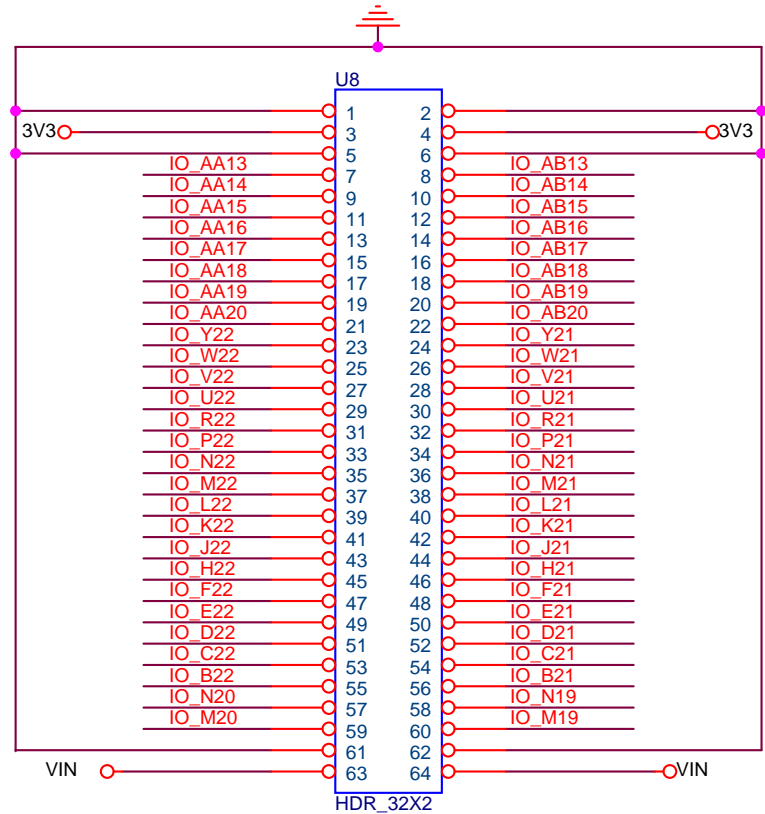 U8
1 2
3V3 3 4 3V3
5 6
IO_AA13 7 8 IO_AB13
IO_AA14 9 10 IO_AB14
IO_AA15 11 12 IO_AB15
IO_AA16 13 14 IO_AB16
IO_AA17 15 16 IO_AB17
IO_AA18 17 18 IO_AB18
IO_AA19 19 20 IO_AB19
IO_AA20 21 22 IO_AB20
IO_Y22 23 24 IO_Y21
IO_W22 25 26 IO_W21
IO_V22 27 28 IO_V21
IO_U22 29 30 IO_U21
IO_R22 31 32 IO_R21
IO_P22 33 34 IO_P21
IO_N22 35 36 IO_N21
IO_M22 37 38 IO_M21
IO_L22 39 40 IO_L21
IO_K22 41 42 IO_K21
IO_J22 43 44 IO_J21
IO_H22 45 46 IO_H21
IO_F22 47 48 IO_F21
IO_E22 49 50 IO_E21
IO_D22 51 52 IO_D21
IO_C22 53 54 IO_C21
IO_B22 55 56 IO_B21
IO_N20 57 58 IO_N19
IO_M20 59 60 IO_M19
61 62
VIN 63 64 VIN
HDR_32X2